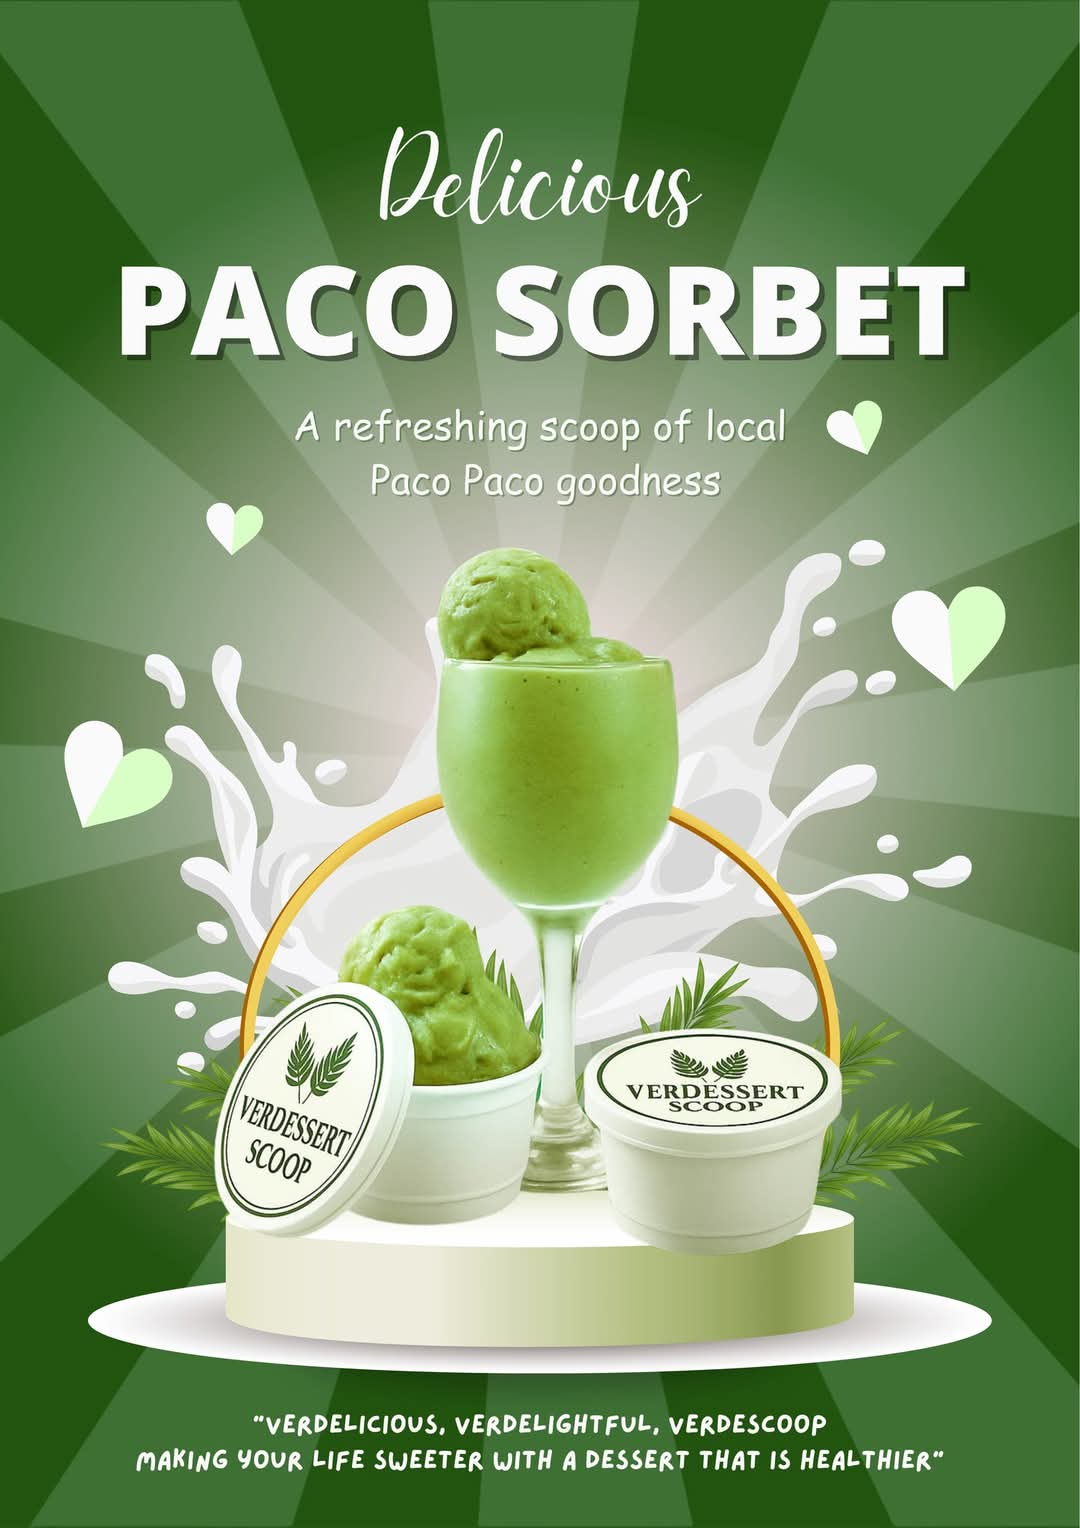 Delicious
PACO SORBET
A refreshing scoop of local
Paco Paco goodness
VERDESSERT
SCOOP
VERDESSERT
SCOOP
"VERDELICIOUS, VERDELIGHTFUL, VERDESCOOP
MAKING YOUR LIFE SWEETER WITH A DESSERT THAT IS HEALTHIER"